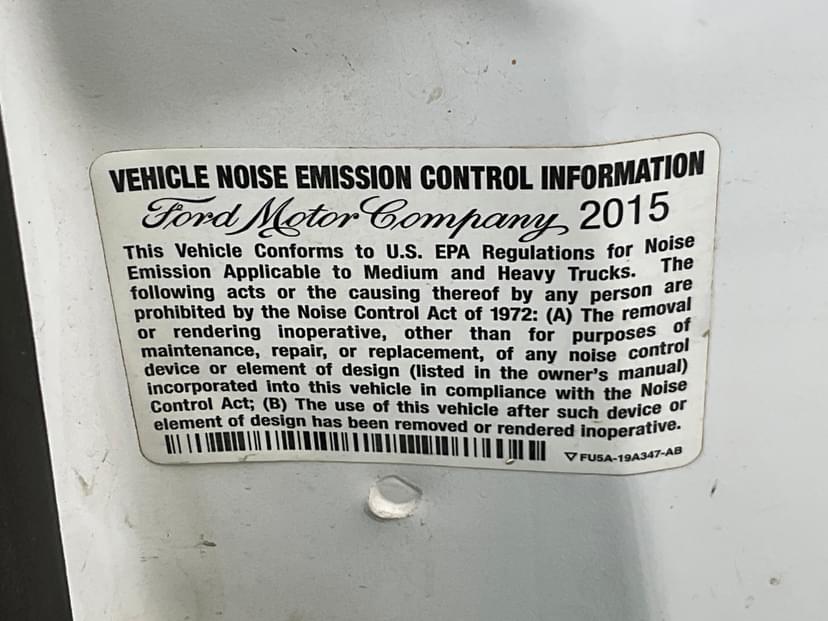 VEHICLE NOISE EMISSION CONTROL INFORMATION
Ford Motor Company 2015
This Vehicle Conforms to U.S. EPA Regulations for Noise
Emission Applicable to Medium and Heavy Trucks. The
following acts or the causing thereof by any person are
prohibited by the Noise Control Act of 1972: (A) The removal
or rendering inoperative, other than for purposes of
maintenance, repair, or replacement, of any noise control
device or element of design (listed in the owner's manual)
incorporated into this vehicle in compliance with the Noise
Control Act; (B) The use of this vehicle after such device or
element of design has been removed or rendered inoperative.
FU5A-19A347-AB